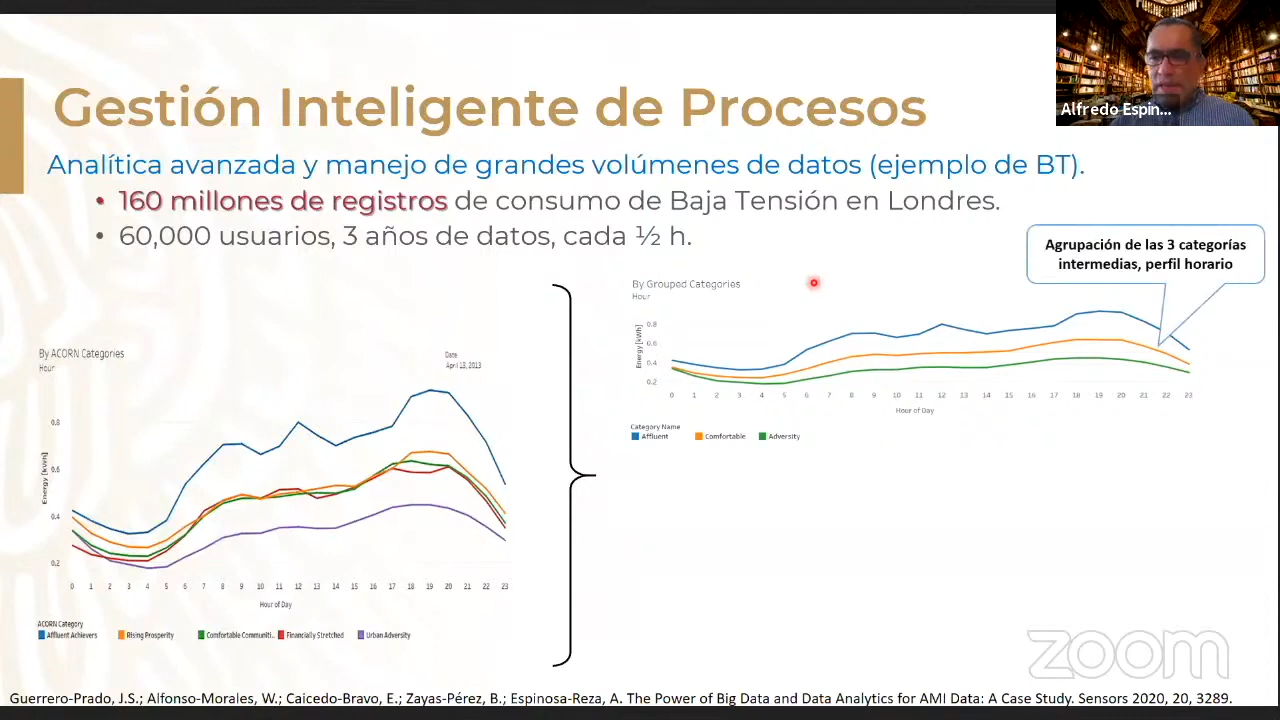 Alfredo Espin...
Gestión Inteligente de Procesos
Analítica avanzada y manejo de grandes volúmenes de datos (ejemplo de BT).
• 160 millones de registros de consumo de Baja Tensión en Londres.
• 60,000 usuarios, 3 años de datos, cada ½ h.
Agrupación de las 3 categorías
intermedias, perfil horario
By Grouped Categories
Hour
Energy [kWh]
0.8
0.6
0.4
0.2
0 1 2 3 4 5 6 7 8 9 10 11 12 13 14 15 16 17 18 19 20 21 22 23
Hour of Day
Category Name
Affluent Comfortable Adversity
By ACORN Categories
Hour
Date
April 13, 2013
Energy [kWh]
0.8
0.6
0.4
0.2
0 1 2 3 4 5 6 7 8 9 10 11 12 13 14 15 16 17 18 19 20 21 22 23
Hour of Day
ACORN Category
Affluent Achievers Rising Prosperity Comfortable Communiti.. Financially Stretched Urban Adversity
zoom
Guerrero-Prado, J.S.; Alfonso-Morales, W.; Caicedo-Bravo, E.; Zayas-Pérez, B.; Espinosa-Reza, A. The Power of Big Data and Data Analytics for AMI Data: A Case Study. Sensors 2020, 20, 3289.